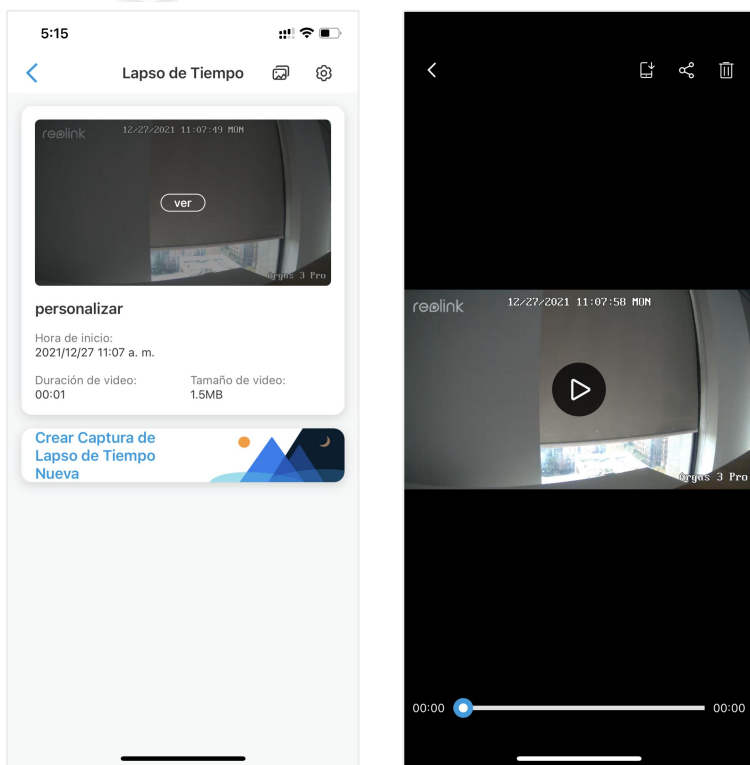 5:15
Lapso de Tiempo
reolink
12/27/2021 11:07:49 MON
ver
Argus 3 Pro
personalizar
Hora de inicio:
2021/12/27 11:07 a. m.
Duración de video:
Tamaño de video:
00:01
1.5MB
Crear Captura de
Lapso de Tiempo
Nueva
reolink
12/27/2021 11:07:58 MON
Argus 3 Pro
00:00
00:00